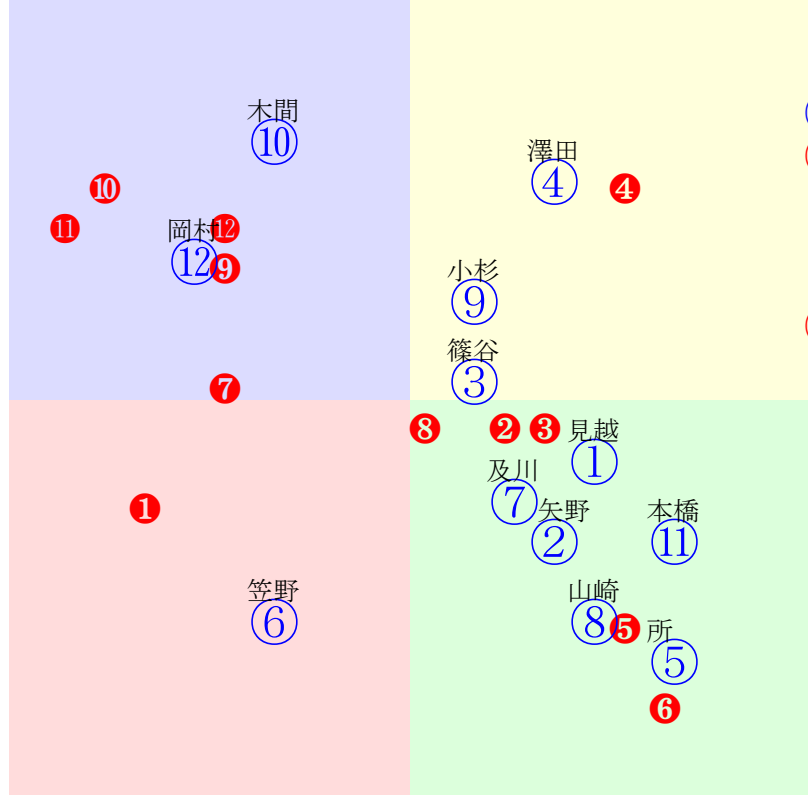 木間
⑩
澤田
④
❹
❿
⓫
岡村
⓬
⑫
❾
小杉
⑨
篠谷
③
❼
❽
❷
❸
見越
①
及川
⑦
❶
矢野
②
本橋
⑪
笠野
⑥
山崎
⑧
❺
所
⑤
❻